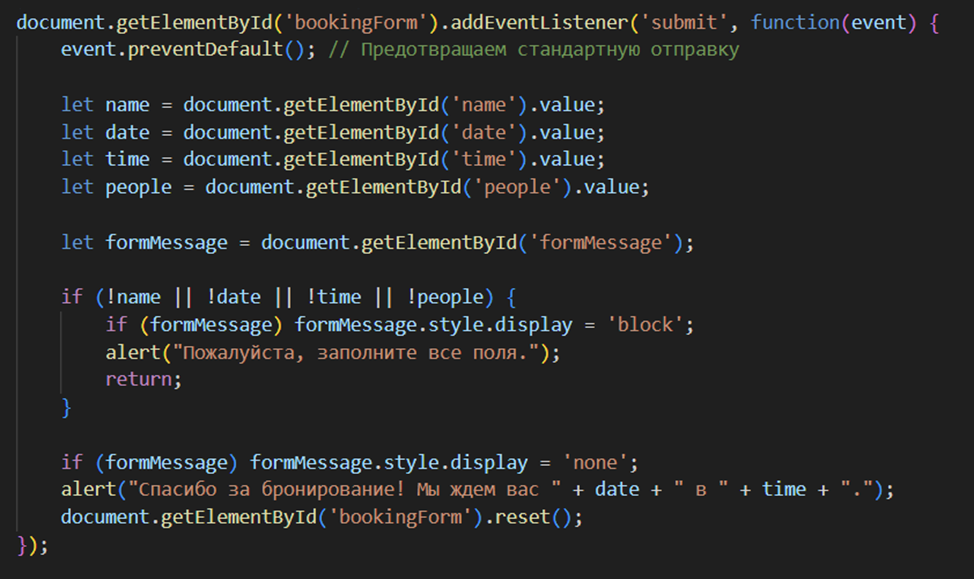 document.getElementById('bookingForm').addEventListener('submit', function(event) {
    event.preventDefault(); // Предотвращаем стандартную отправку

    let name = document.getElementById('name').value;
    let date = document.getElementById('date').value;
    let time = document.getElementById('time').value;
    let people = document.getElementById('people').value;

    let formMessage = document.getElementById('formMessage');

    if (!name || !date || !time || !people) {
        if (formMessage) formMessage.style.display = 'block';
        alert("Пожалуйста, заполните все поля.");
        return;
    }

    if (formMessage) formMessage.style.display = 'none';
    alert("Спасибо за бронирование! Мы ждем вас " + date + " в " + time + ".");
    document.getElementById('bookingForm').reset();
});